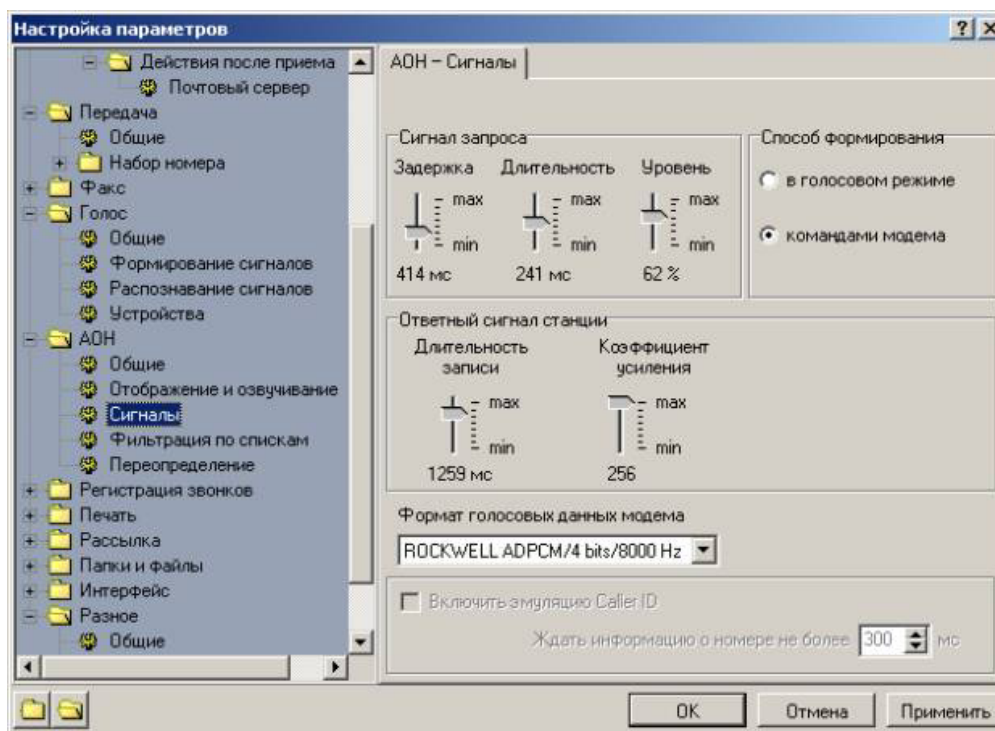 Настройка параметров
Действия после приема
Почтовый сервер
Передача
Общие
Набор номера
Факс
Голос
Общие
Формирование сигналов
Распознавание сигналов
Устройства
АОН
Общие
Отображение и озвучивание
Сигналы
Фильтрация по спискам
Переопределение
Регистрация звонков
Печать
Рассылка
Папки и файлы
Интерфейс
Разное
Общие
АОН – Сигналы
Сигнал запроса
Задержка Длительность Уровень
max max max
min min min
414 мс 241 мс 62 %
Способ формирования
в голосовом режиме
командами модема
Ответный сигнал станции
Длительность записи
Коэффициент усиления
max max
min min
1259 мс 256
Формат голосовых данных модема
ROCKWELL ADPCM/4 bits/8000 Hz
Включить эмуляцию Caller ID
Ждать информацию о номере не более 300 мс
OK Отмена Применить